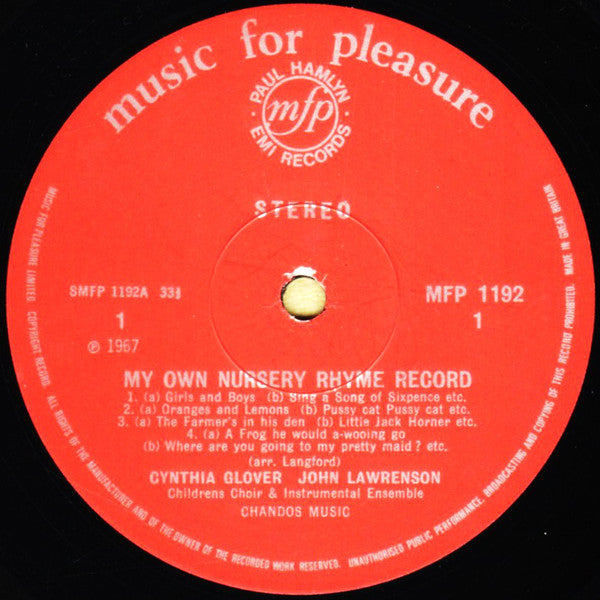 music for pleasure
PAUL HAMLYN
mfp
EMI RECORDS
STEREO
SMFP 1192A 33⅓
1
℗ 1967
MFP 1192
1
MY OWN NURSERY RHYME RECORD
1. (a) Girls and Boys (b) Sing a Song of Sixpence etc.
2. (a) Oranges and Lemons (b) Pussy cat Pussy cat etc.
3. (a) The Farmer's in his den (b) Little Jack Horner etc.
4. (a) A Frog he would a-wooing go
(b) Where are you going to my pretty maid? etc.
(arr. Langford)
CYNTHIA GLOVER JOHN LAWRENSON
Childrens Choir & Instrumental Ensemble
CHANDOS MUSIC
MUSIC FOR PLEASURE LIMITED. COPYRIGHT RECORD. ALL RIGHTS OF THE MANUFACTURER AND OF THE OWNER OF THE RECORDED WORK RESERVED. UNAUTHORISED PUBLIC PERFORMANCE, BROADCASTING AND COPYING OF THIS RECORD PROHIBITED. MADE IN GREAT BRITAIN